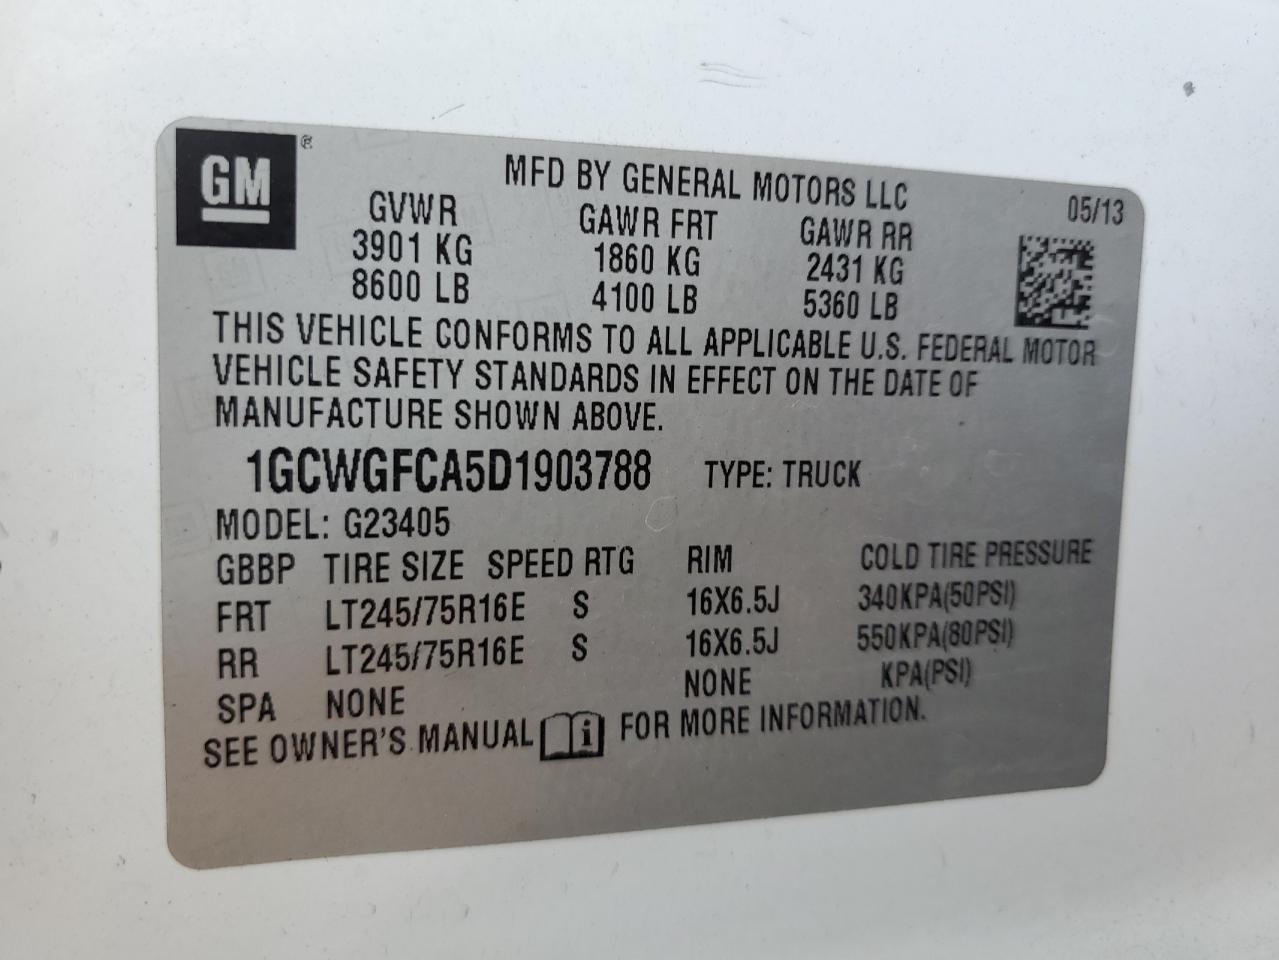 GM ®
MFD BY GENERAL MOTORS LLC 05/13
GVWR GAWR FRT GAWR RR
3901 KG 1860 KG 2431 KG
8600 LB 4100 LB 5360 LB
THIS VEHICLE CONFORMS TO ALL APPLICABLE U.S. FEDERAL MOTOR
VEHICLE SAFETY STANDARDS IN EFFECT ON THE DATE OF
MANUFACTURE SHOWN ABOVE.
1GCWGFCA5D1903788 TYPE: TRUCK
MODEL: G23405
GBBP TIRE SIZE SPEED RTG RIM COLD TIRE PRESSURE
FRT LT245/75R16E S 16X6.5J 340KPA(50PSI)
RR LT245/75R16E S 16X6.5J 550KPA(80PSI)
SPA NONE NONE KPA(PSI)
SEE OWNER'S MANUAL i FOR MORE INFORMATION.